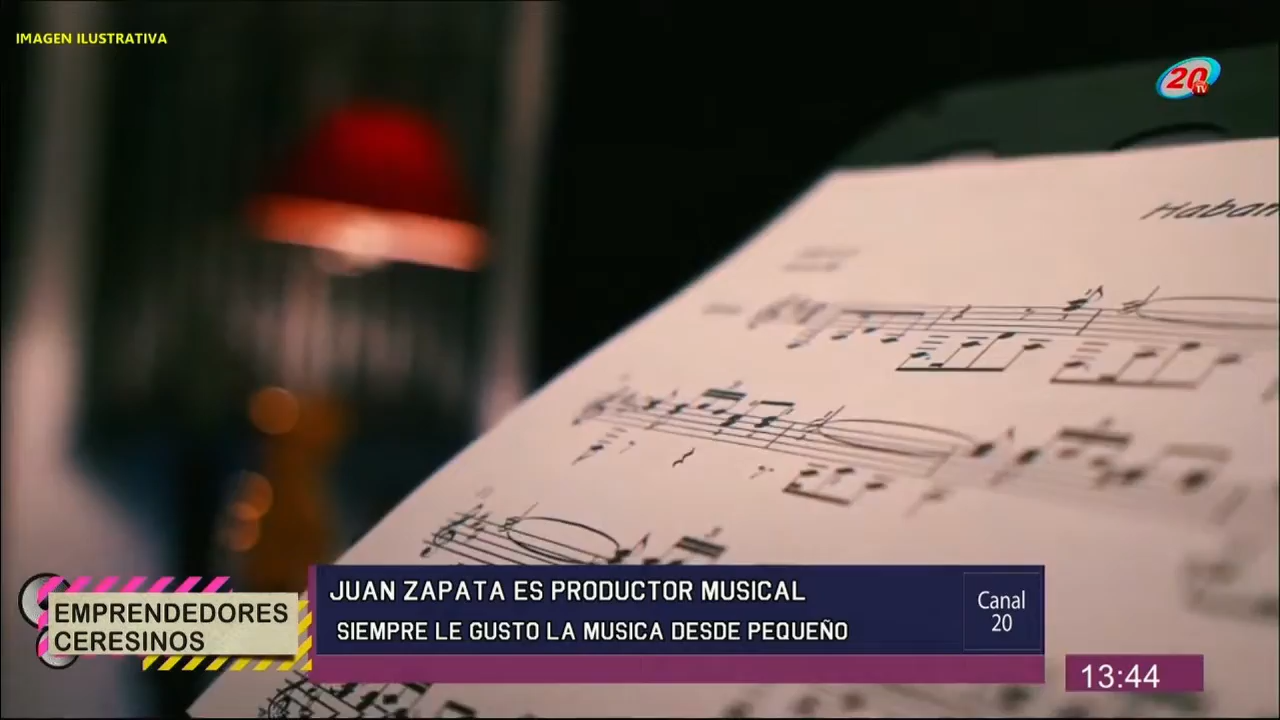 IMAGEN ILUSTRATIVA
20
TV
JUAN ZAPATA ES PRODUCTOR MUSICAL
SIEMPRE LE GUSTO LA MUSICA DESDE PEQUEÑO
Canal
20
EMPRENDEDORES
CERESINOS
13:44